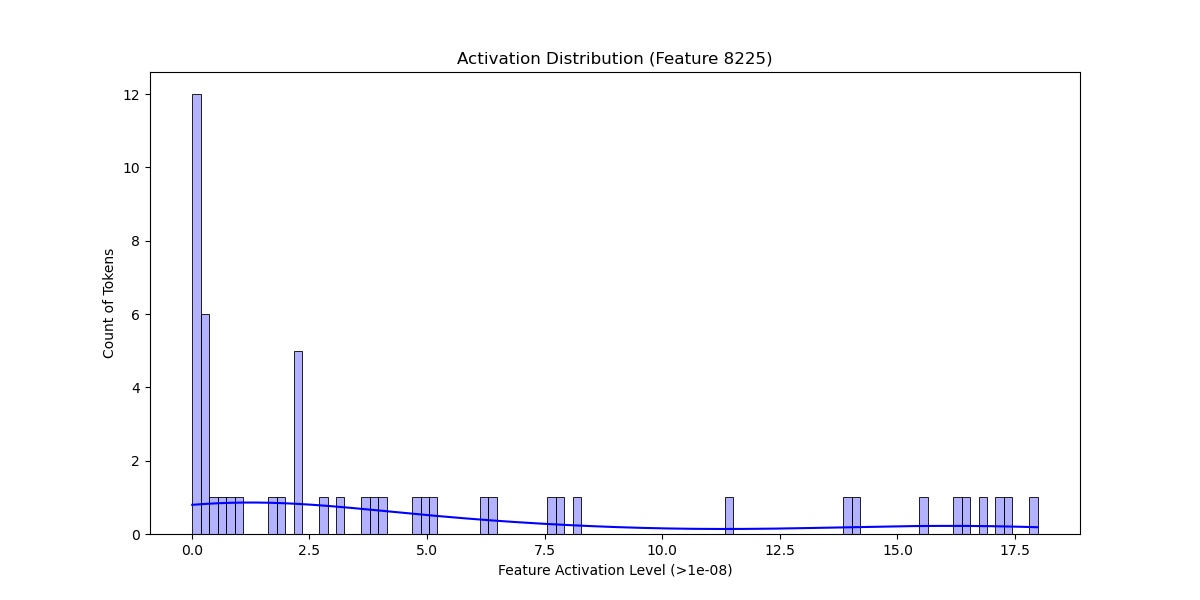 Activation Distribution (Feature 8225)
Count of Tokens
12
10
8
6
4
2
0
0.0 2.5 5.0 7.5 10.0 12.5 15.0 17.5
Feature Activation Level (>1e-08)